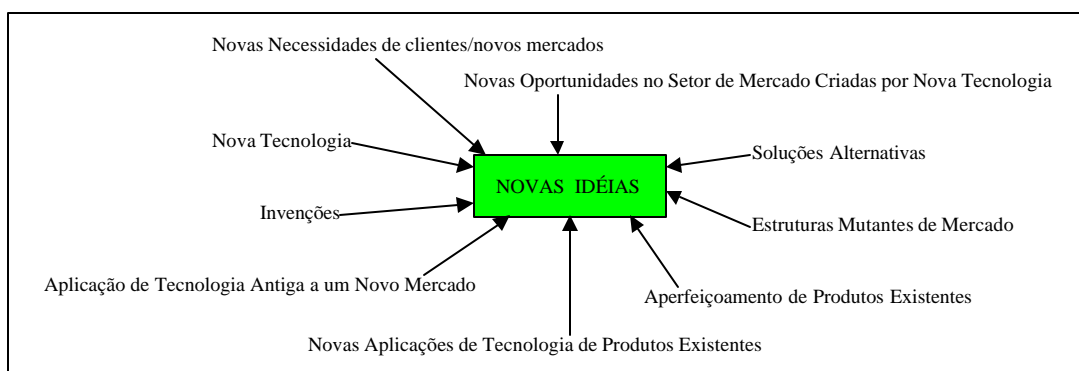 Novas Necessidades de clientes/novos mercados
Novas Oportunidades no Setor de Mercado Criadas por Nova Tecnologia
Nova Tecnologia
Soluções Alternativas
NOVAS IDÉIAS
Invenções
Estruturas Mutantes de Mercado
Aplicação de Tecnologia Antiga a um Novo Mercado
Aperfeiçoamento de Produtos Existentes
Novas Aplicações de Tecnologia de Produtos Existentes